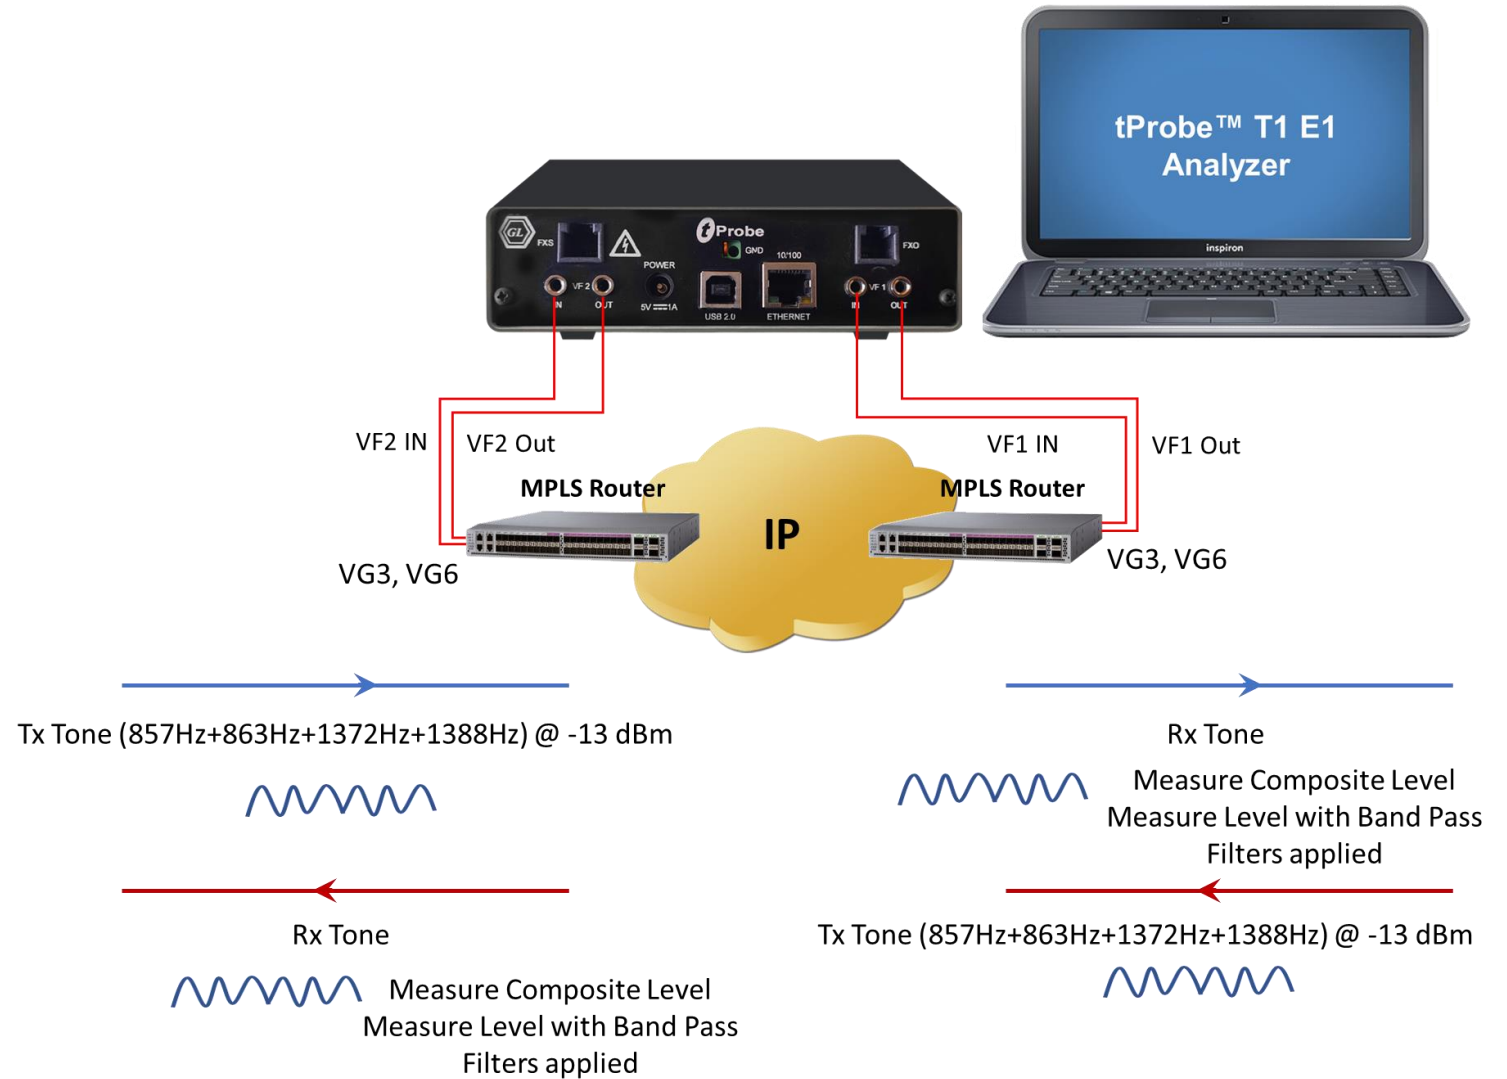 tProbe™ T1 E1
Analyzer
inspiron
GL
FXS
tProbe
GND
FXO
POWER
10/100
VF 2
VF 1
IN
OUT
5V 1A
USB 2.0
ETHERNET
IN
OUT
VF2 IN
VF2 Out
VF1 IN
VF1 Out
MPLS Router
MPLS Router
IP
VG3, VG6
VG3, VG6
Tx Tone (857Hz+863Hz+1372Hz+1388Hz) @ -13 dBm
Rx Tone
Measure Composite Level
Measure Level with Band Pass
Filters applied
Rx Tone
Measure Composite Level
Measure Level with Band Pass
Filters applied
Tx Tone (857Hz+863Hz+1372Hz+1388Hz) @ -13 dBm